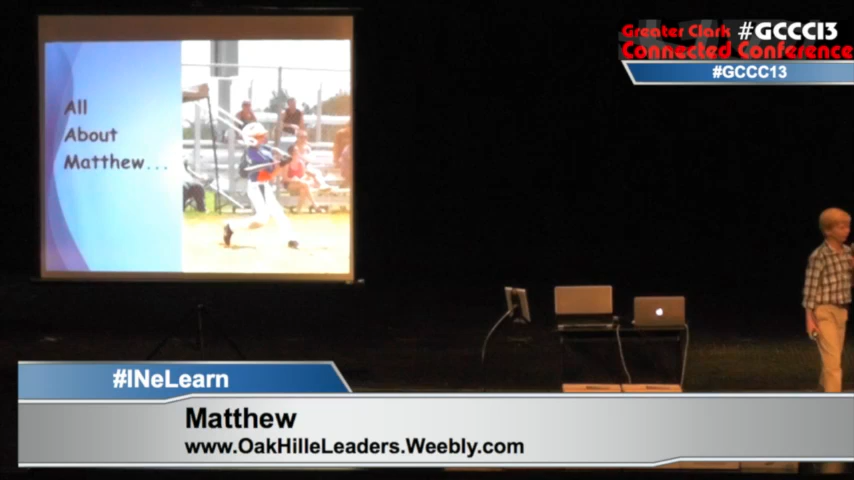 All
About
Matthew...
Greater Clark #GCCC13
Connected Conference
#GCCC13
#INeLearn
Matthew
www.OakHilleLeaders.Weebly.com